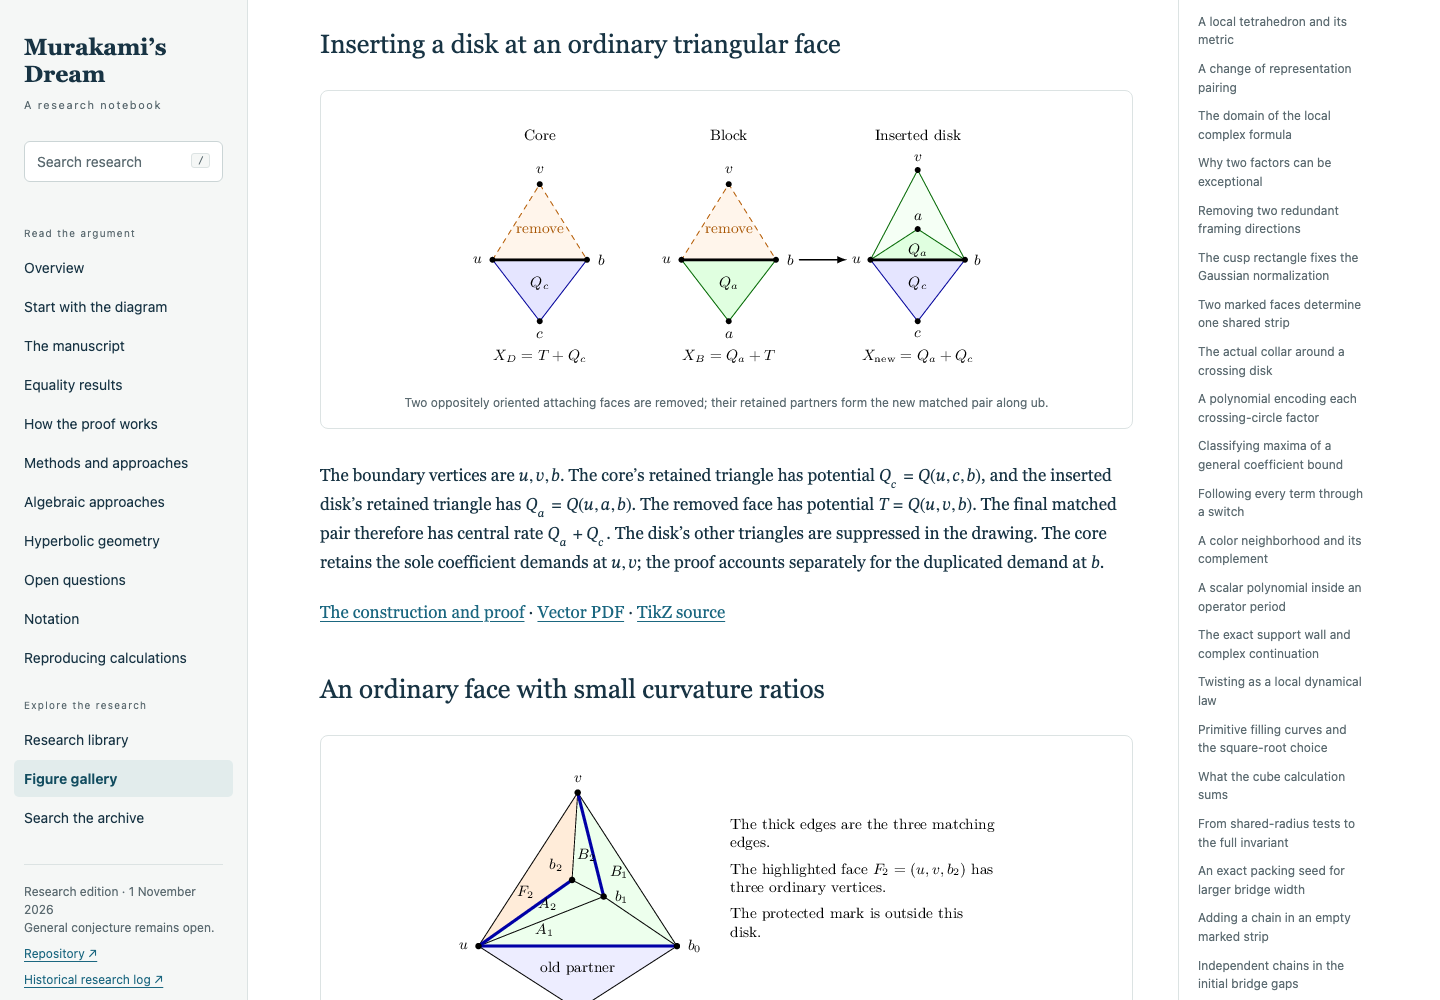 Murakami's
Dream
A research notebook
Search research
/
Read the argument
Overview
Start with the diagram
The manuscript
Equality results
How the proof works
Methods and approaches
Algebraic approaches
Hyperbolic geometry
Open questions
Notation
Reproducing calculations
Explore the research
Research library
Figure gallery
Search the archive
Research edition · 1 November
2026
General conjecture remains open.
Repository ↗
Historical research log ↗
Inserting a disk at an ordinary triangular face
Core
Block
Inserted disk
v
v
v
remove
remove
a
Q_a
u
b
u
b
u
b
Q_c
Q_a
Q_c
c
a
c
X_D = T + Q_c
X_B = Q_a + T
X_new = Q_a + Q_c
Two oppositely oriented attaching faces are removed; their retained partners form the new matched pair along ub.
The boundary vertices are u, v, b. The core's retained triangle has potential Q_c = Q(u, c, b), and the inserted
disk's retained triangle has Q_a = Q(u, a, b). The removed face has potential T = Q(u, v, b). The final matched
pair therefore has central rate Q_a + Q_c. The disk's other triangles are suppressed in the drawing. The core
retains the sole coefficient demands at u, v; the proof accounts separately for the duplicated demand at b.
The construction and proof · Vector PDF · TikZ source
An ordinary face with small curvature ratios
v
b_2
B_2
B_1
F_2
A_2
b_1
A_1
u
b_0
old partner
The thick edges are the three matching
edges.
The highlighted face F_2 = (u, v, b_2) has
three ordinary vertices.
The protected mark is outside this
disk.
A local tetrahedron and its
metric
A change of representation
pairing
The domain of the local
complex formula
Why two factors can be
exceptional
Removing two redundant
framing directions
The cusp rectangle fixes the
Gaussian normalization
Two marked faces determine
one shared strip
The actual collar around a
crossing disk
A polynomial encoding each
crossing-circle factor
Classifying maxima of a
general coefficient bound
Following every term through
a switch
A color neighborhood and its
complement
A scalar polynomial inside an
operator period
The exact support wall and
complex continuation
Twisting as a local dynamical
law
Primitive filling curves and
the square-root choice
What the cube calculation
sums
From shared-radius tests to
the full invariant
An exact packing seed for
larger bridge width
Adding a chain in an empty
marked strip
Independent chains in the
initial bridge gaps